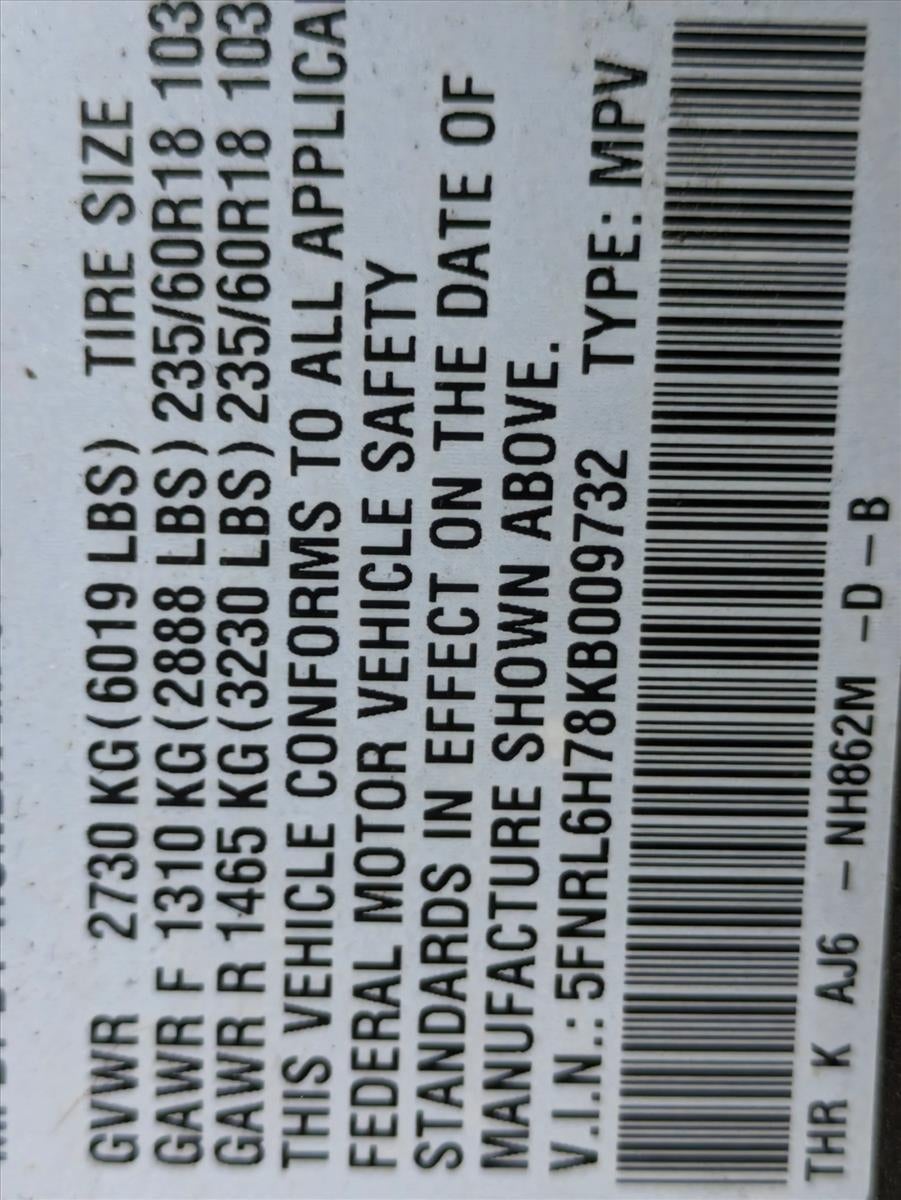 GVWR 2730 KG (6019 LBS) TIRE SIZE
GAWR F 1310 KG (2888 LBS) 235/60R18 103
GAWR R 1465 KG (3230 LBS) 235/60R18 103
THIS VEHICLE CONFORMS TO ALL APPLICA
FEDERAL MOTOR VEHICLE SAFETY
STANDARDS IN EFFECT ON THE DATE OF
MANUFACTURE SHOWN ABOVE.
V.I.N.: 5FNRL6H78KB009732 TYPE: MPV
THR K AJ6 - NH862M - D - B